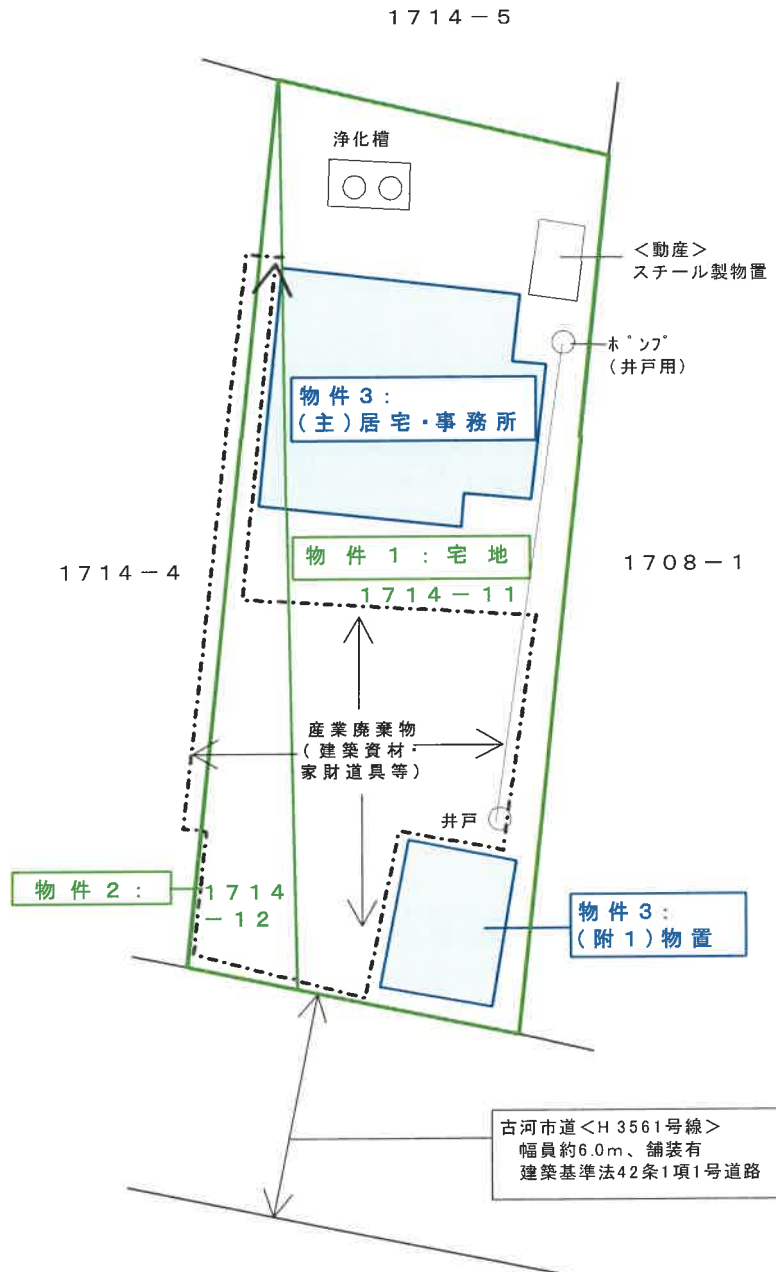 1714-5
浄化槽
<動産>
スチール製物置
ポンプ
(井戸用)
物件3:
(主)居宅・事務所
物件1:宅地
1714-11
1714-4
1708-1
産業廃棄物
(建築資材・
家財道具等)
井戸
物件2:
1714
-12
物件3:
(附1)物置
古河市道<H3561号線>
幅員約6.0m、舗装有
建築基準法42条1項1号道路